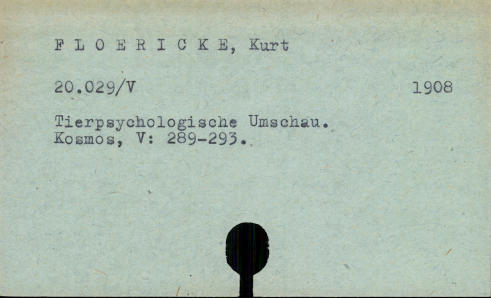 F L O E R I C K E, Kurt
20.029/V 1908
Tierpsychologische Umschau.
Kosmos, V: 289-293.